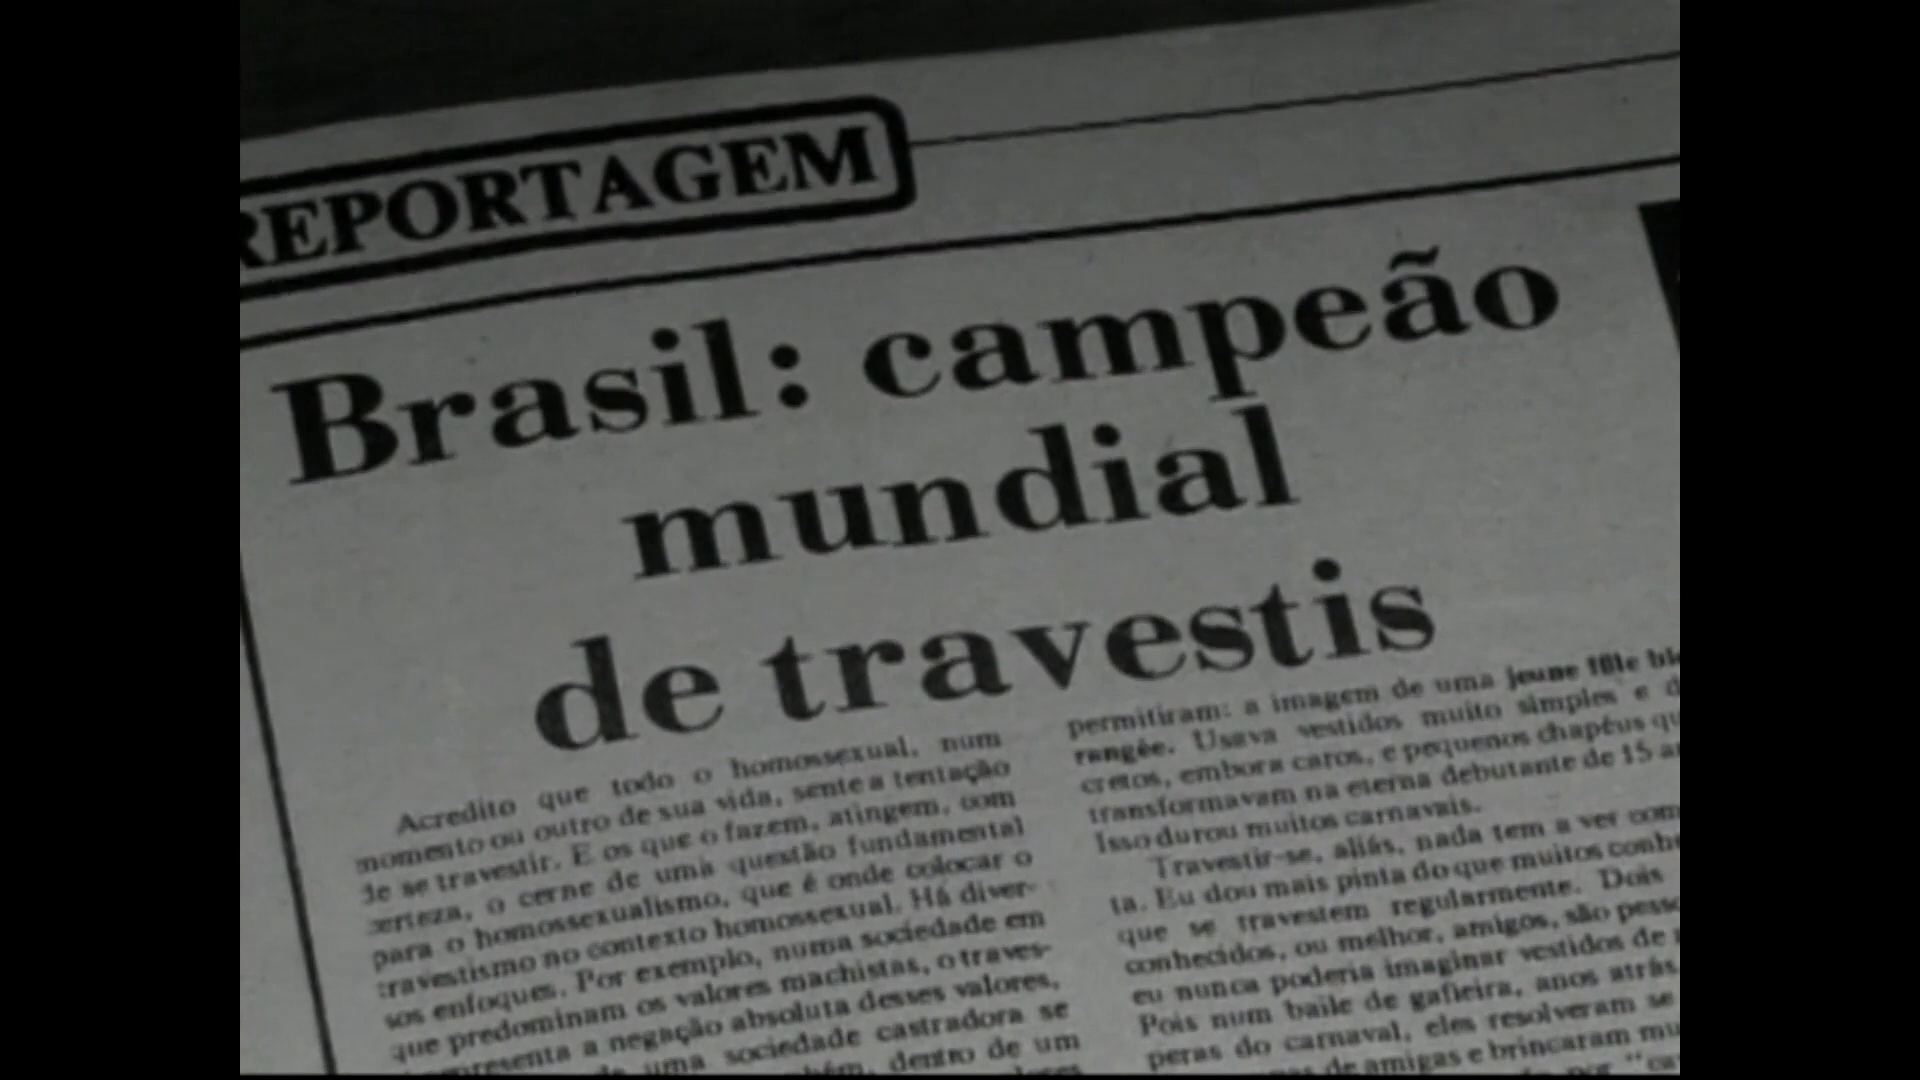 REPORTAGEM
Brasil: campeão
mundial
de travestis
Acredito que todo o homossexual, num
momento ou outro de sua vida, sente a tentação
de se travestir. E os que o fazem, atingem, com
certeza, o cerne de uma questão fundamental
para o homossexualismo, que é onde colocar o
travestismo no contexto homossexual. Há diver-
sos enfoques. Por exemplo, numa sociedade em
que predominam os valores machistas, o traves-
a negação absoluta desses valores,
uma sociedade castradora se
dentro de um
permitiram: a imagem de uma jeune fille
rangée. Usava vestidos muito simples e
cretos, embora caros, e pequenos chapéus
transformavam na eterna debutante de 15
Isso durou muitos carnavais.
Travestir-se, aliás, nada tem a ver com
ta. Eu dou mais pinta do que muitos
que se travestem regularmente. Dois
conhecidos, ou melhor, amigos, são
eu nunca poderia imaginar vestidos de
Pois num baile de gafieira, anos atrás
peras do carnaval, eles resolveram se
de amigas e brincaram
por